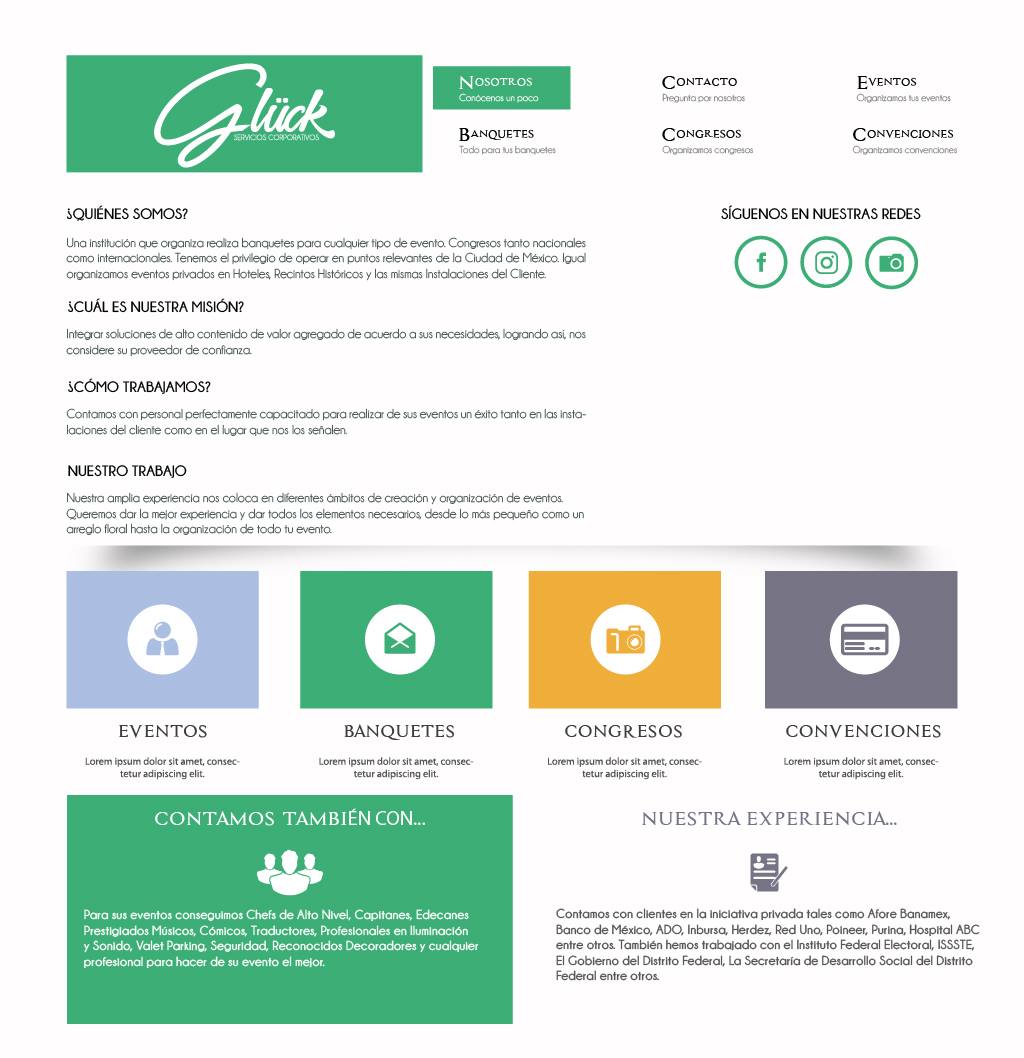 Glück
SERVICIOS CORPORATIVOS
NOSOTROS
Conócenos un poco
CONTACTO
Pregunta por nosotros
EVENTOS
Organizamos tus eventos
BANQUETES
Todo para tus banquetes
CONGRESOS
Organizamos congresos
CONVENCIONES
Organizamos convenciones
¿QUIÉNES SOMOS?
Una institución que organiza realiza banquetes para cualquier tipo de evento. Congresos tanto nacionales
como internacionales. Tenemos el privilegio de operar en puntos relevantes de la Ciudad de México. Igual
organizamos eventos privados en Hoteles, Recintos Históricos y las mismas Instalaciones del Cliente.
¿CUÁL ES NUESTRA MISIÓN?
Integrar soluciones de alto contenido de valor agregado de acuerdo a sus necesidades, logrando así, nos
considere su proveedor de confianza.
¿CÓMO TRABAJAMOS?
Contamos con personal perfectamente capacitado para realizar de sus eventos un éxito tanto en las insta-
laciones del cliente como en el lugar que nos los señalen.
NUESTRO TRABAJO
Nuestra amplia experiencia nos coloca en diferentes ámbitos de creación y organización de eventos.
Queremos dar la mejor experiencia y dar todos los elementos necesarios, desde lo más pequeño como un
arreglo floral hasta la organización de todo tu evento.
SÍGUENOS EN NUESTRAS REDES
f
EVENTOS
Lorem ipsum dolor sit amet, consec-
tetur adipiscing elit.
BANQUETES
Lorem ipsum dolor sit amet, consec-
tetur adipiscing elit.
CONGRESOS
Lorem ipsum dolor sit amet, consec-
tetur adipiscing elit.
CONVENCIONES
Lorem ipsum dolor sit amet, consec-
tetur adipiscing elit.
CONTAMOS TAMBIÉN CON...
Para sus eventos conseguimos Chefs de Alto Nivel, Capitanes, Edecanes
Prestigiados Músicos, Cómicos, Traductores, Profesionales en Iluminación
y Sonido, Valet Parking, Seguridad, Reconocidos Decoradores y cualquier
profesional para hacer de su evento el mejor.
NUESTRA EXPERIENCIA...
Contamos con clientes en la iniciativa privada tales como Afore Banamex,
Banco de México, ADO, Inbursa, Herdez, Red Uno, Poineer, Purina, Hospital ABC
entre otros. También hemos trabajado con el Instituto Federal Electoral, ISSSTE,
El Gobierno del Distrito Federal, La Secretaría de Desarrollo Social del Distrito
Federal entre otros.